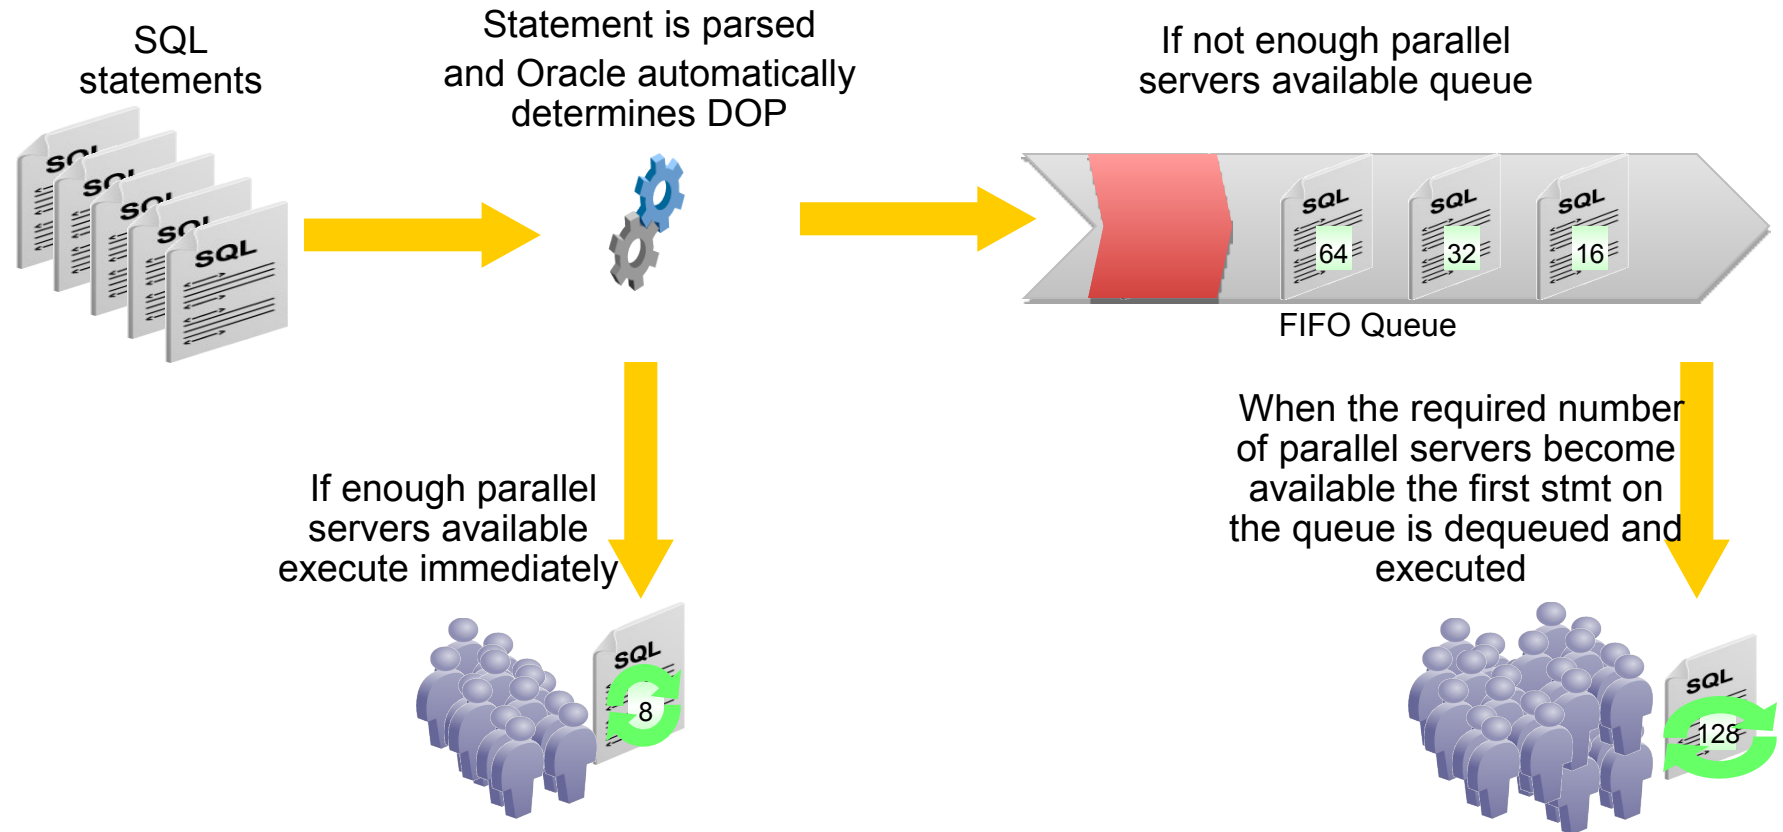 SQL
statements
Statement is parsed
and Oracle automatically
determines DOP
If not enough parallel
servers available queue
SQL
SQL
SQL
SQL
SQL
SQL
64
SQL
32
SQL
16
FIFO Queue
If enough parallel
servers available
execute immediately
When the required number
of parallel servers become
available the first stmt on
the queue is dequeued and
executed
SQL
8
SQL
128